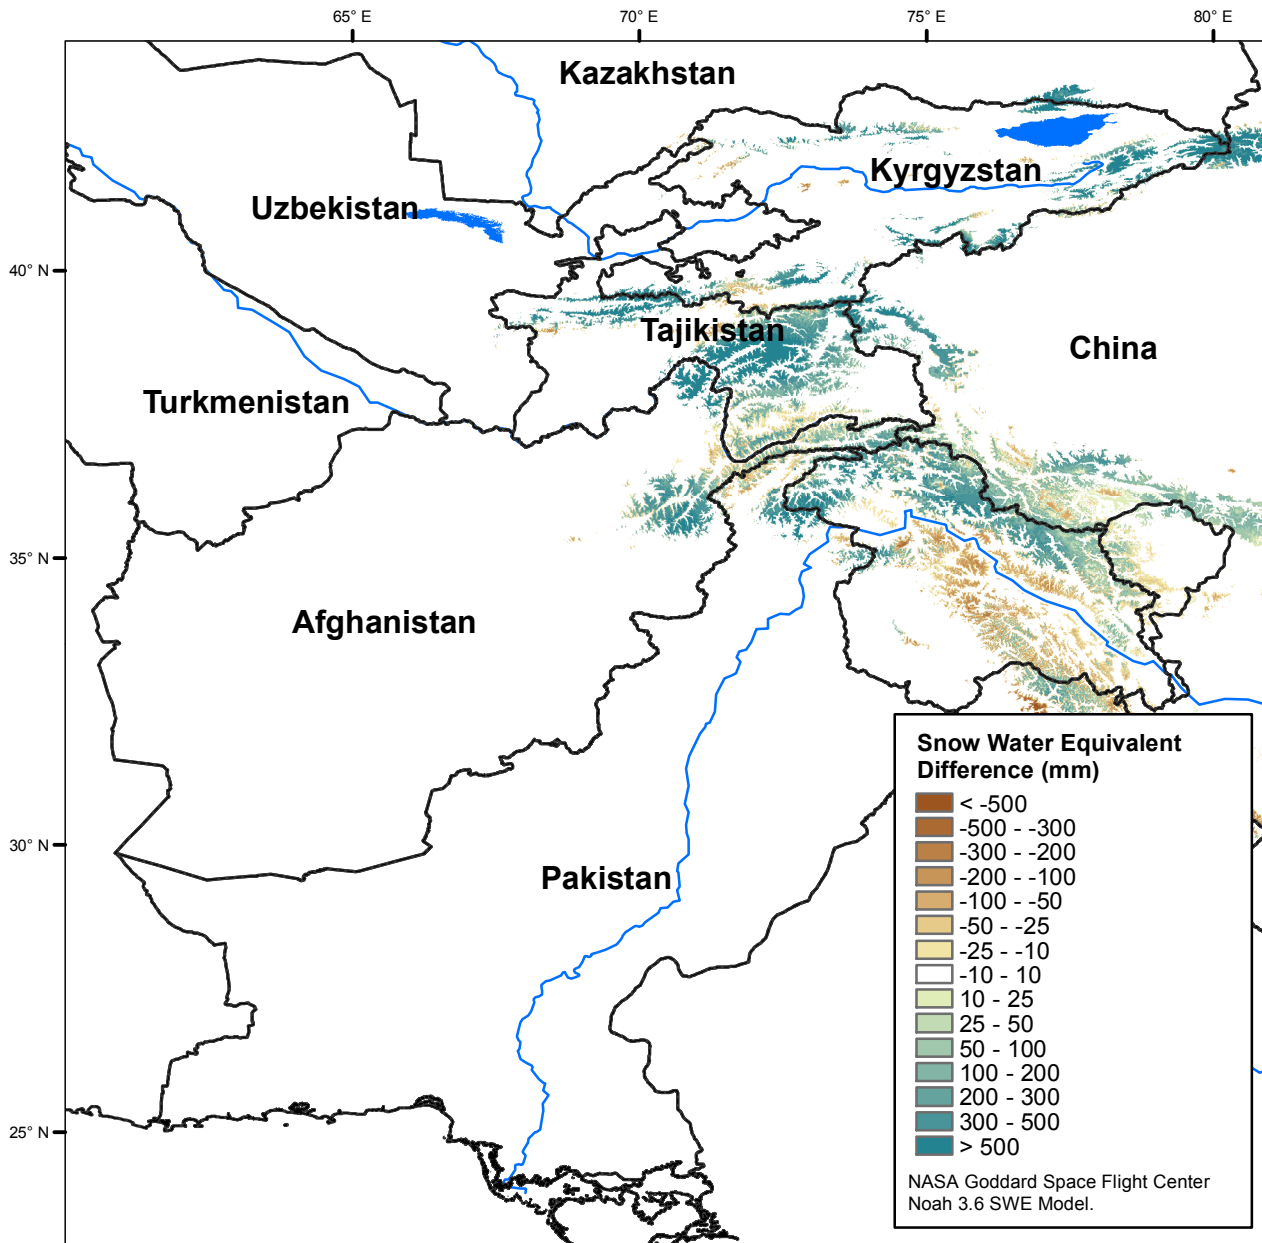 65° E
70° E
75° E
80° E
Kazakhstan
Kyrgyzstan
Uzbekistan
40° N
Tajikistan
China
Turkmenistan
35° N
Afghanistan
Snow Water Equivalent
Difference (mm)
< -500
-500 - -300
-300 - -200
-200 - -100
-100 - -50
-50 - -25
-25 - -10
-10 - 10
10 - 25
25 - 50
50 - 100
100 - 200
200 - 300
300 - 500
> 500
NASA Goddard Space Flight Center
Noah 3.6 SWE Model.
30° N
Pakistan
25° N